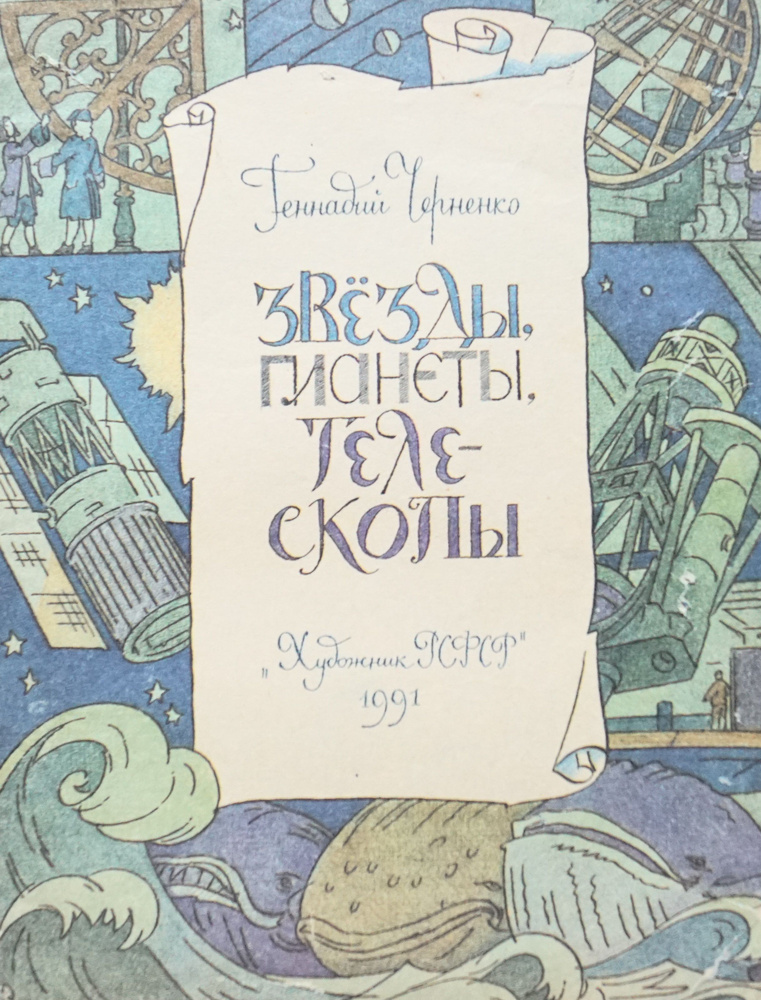 Геннадий Черненко
ЗВЁЗДЫ,
ПЛАНЕТЫ,
ТЕЛЕ-
СКОПЫ
„Художник РСФСР"
1991